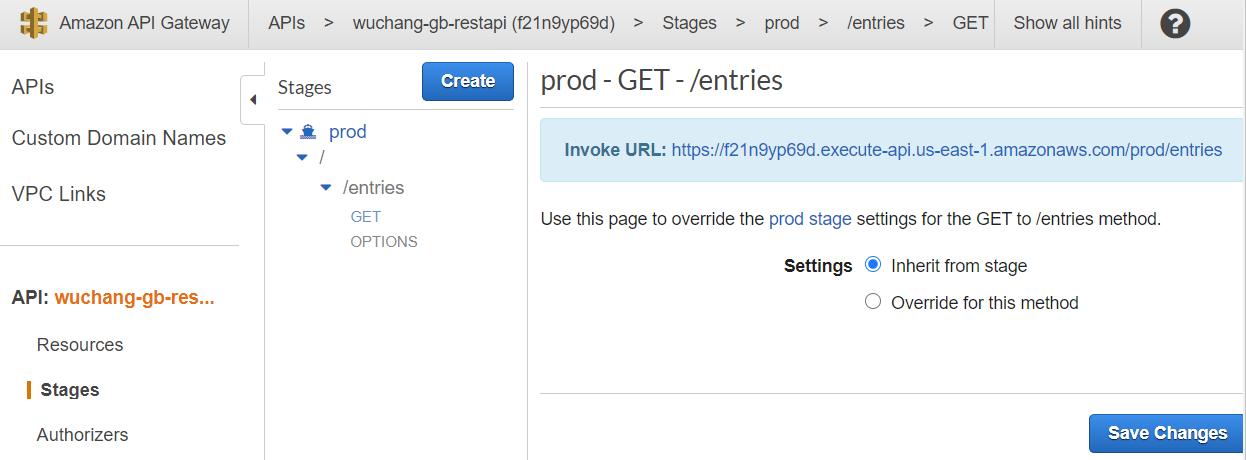 Amazon API Gateway
APIs > wuchang-gb-restapi (f21n9yp69d) > Stages > prod > /entries > GET
Show all hints
?
APIs
Custom Domain Names
VPC Links
API: wuchang-gb-res...
Resources
Stages
Authorizers
Stages
Create
prod
/
/entries
GET
OPTIONS
prod - GET - /entries
Invoke URL: https://f21n9yp69d.execute-api.us-east-1.amazonaws.com/prod/entries
Use this page to override the prod stage settings for the GET to /entries method.
Settings Inherit from stage
Override for this method
Save Changes